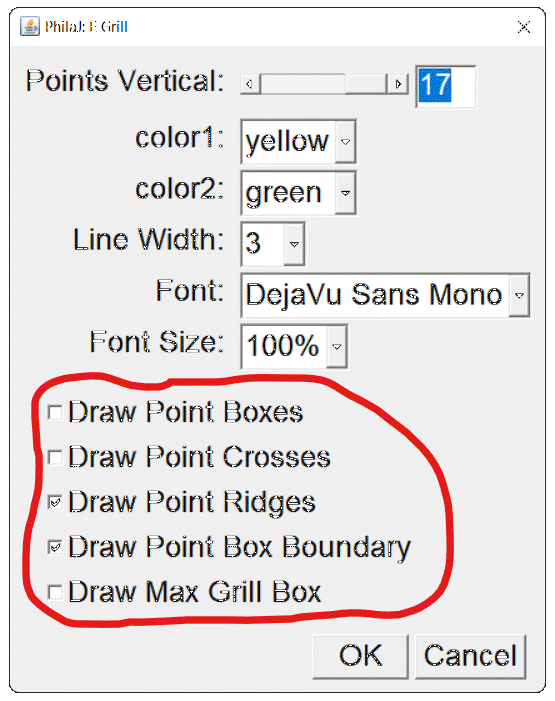 PhilaJ: E Grill
Points Vertical: 17
color1: yellow
color2: green
Line Width: 3
Font: DejaVu Sans Mono
Font Size: 100%
Draw Point Boxes
Draw Point Crosses
Draw Point Ridges
Draw Point Box Boundary
Draw Max Grill Box
OK Cancel